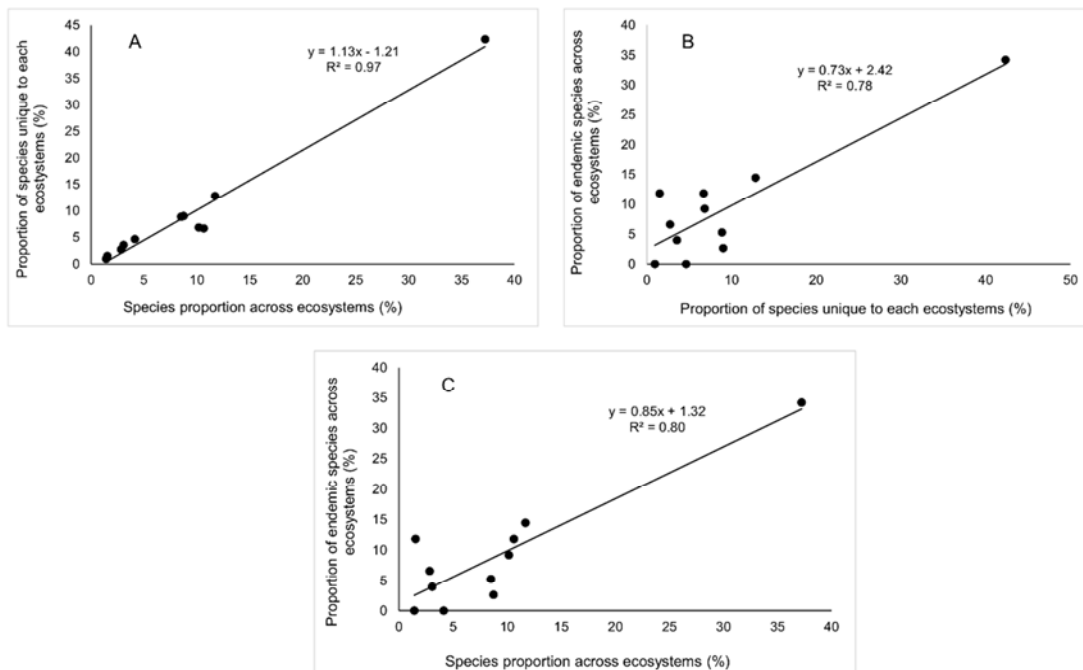 A
y = 1.13x - 1.21
R² = 0.97
Proportion of species unique to each
ecostystems (%)
45
40
35
30
25
20
15
10
5
0
0 5 10 15 20 25 30 35 40
Species proportion across ecosystems (%)
B
y = 0.73x + 2.42
R² = 0.78
Proportion of endemic species across
ecosystems (%)
40
35
30
25
20
15
10
5
0
0 10 20 30 40 50
Proportion of species unique to each ecostystems (%)
C
y = 0.85x + 1.32
R² = 0.80
Proportion of endemic species across
ecosystems (%)
40
35
30
25
20
15
10
5
0
0 5 10 15 20 25 30 35 40
Species proportion across ecosystems (%)